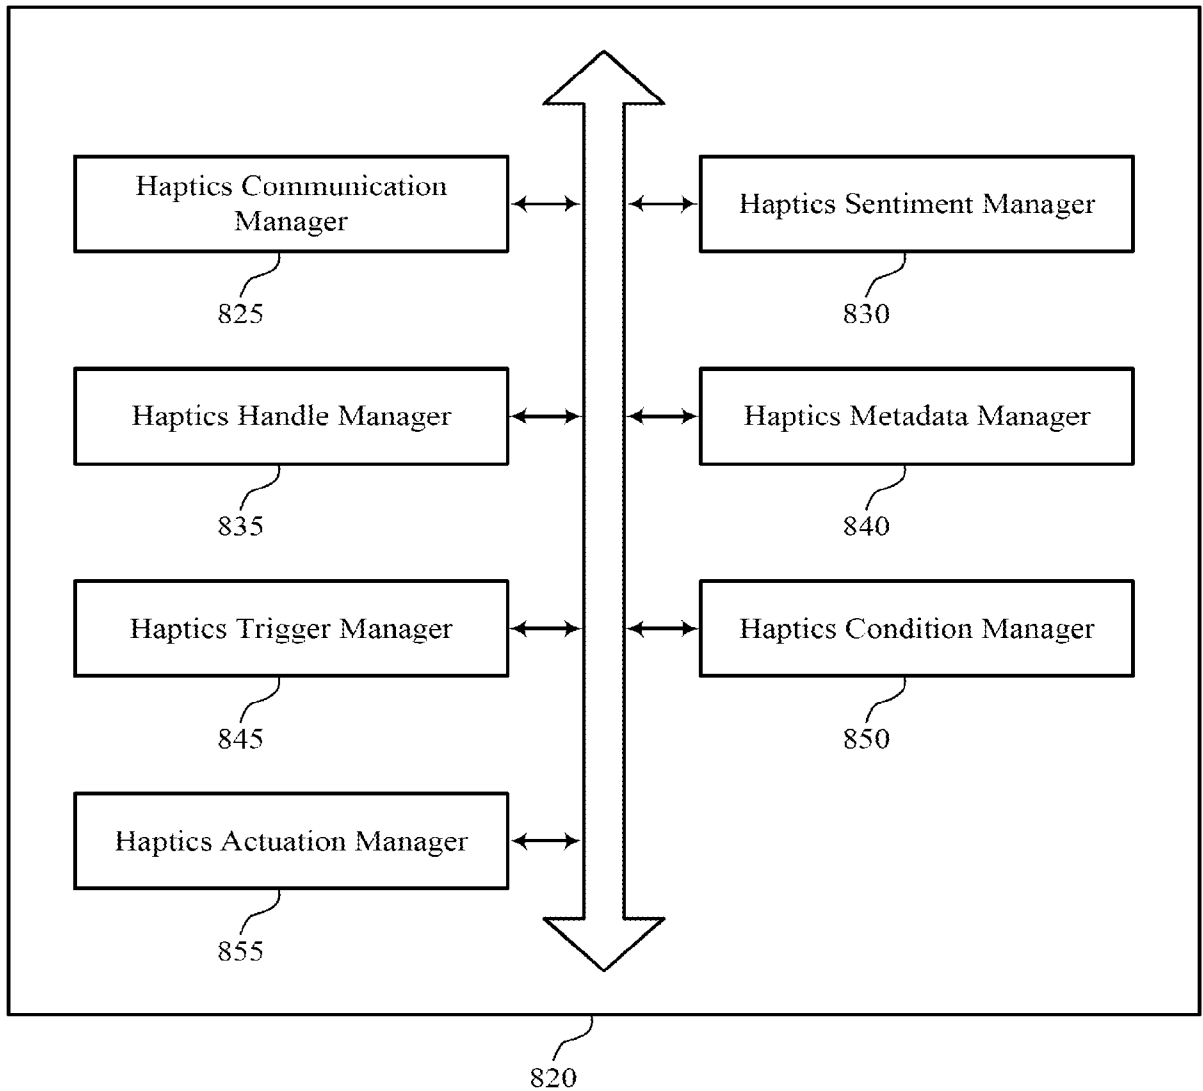 Haptics Communication
Manager
825
Haptics Sentiment Manager
830
Haptics Handle Manager
835
Haptics Metadata Manager
840
Haptics Trigger Manager
845
Haptics Condition Manager
850
Haptics Actuation Manager
855
820